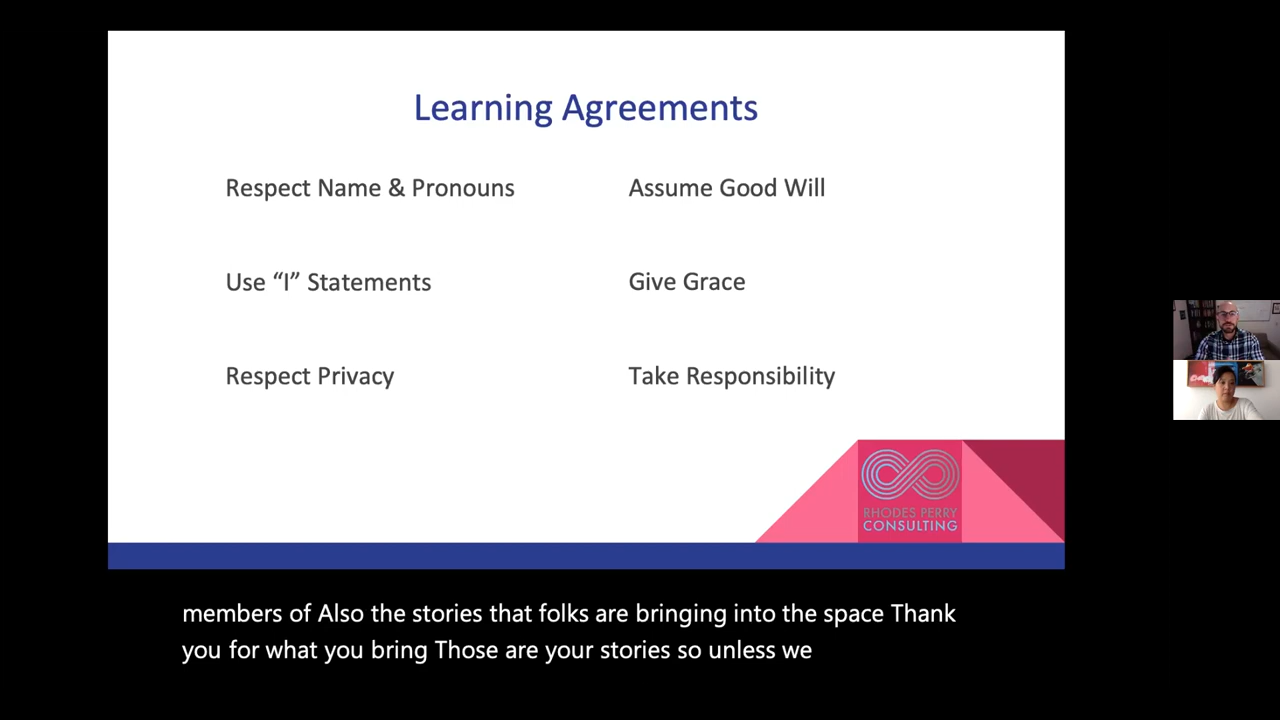 Learning Agreements
Respect Name & Pronouns
Assume Good Will
Use “I” Statements
Give Grace
Respect Privacy
Take Responsibility
RHODES PERRY
CONSULTING
members of Also the stories that folks are bringing into the space Thank
you for what you bring Those are your stories so unless we